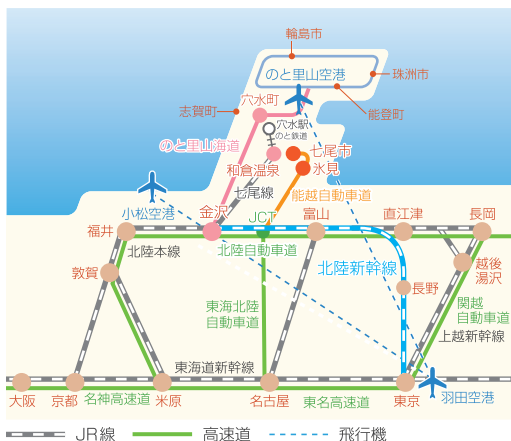 輪島市
のと里山空港
珠洲市
能登町
志賀町
穴水町
穴水駅
のと鉄道
のと里山海道
和倉温泉
七尾市
氷見
七尾線
能越自動車道
小松空港
金沢
JCT
富山
直江津
長岡
福井
北陸本線
北陸自動車道
北陸新幹線
越後
湯沢
敦賀
長野
東海北陸
自動車道
関越
自動車道
上越新幹線
東海道新幹線
大阪
京都
名神高速道
米原
名古屋
東名高速道
東京
羽田空港
JR線
高速道
飛行機